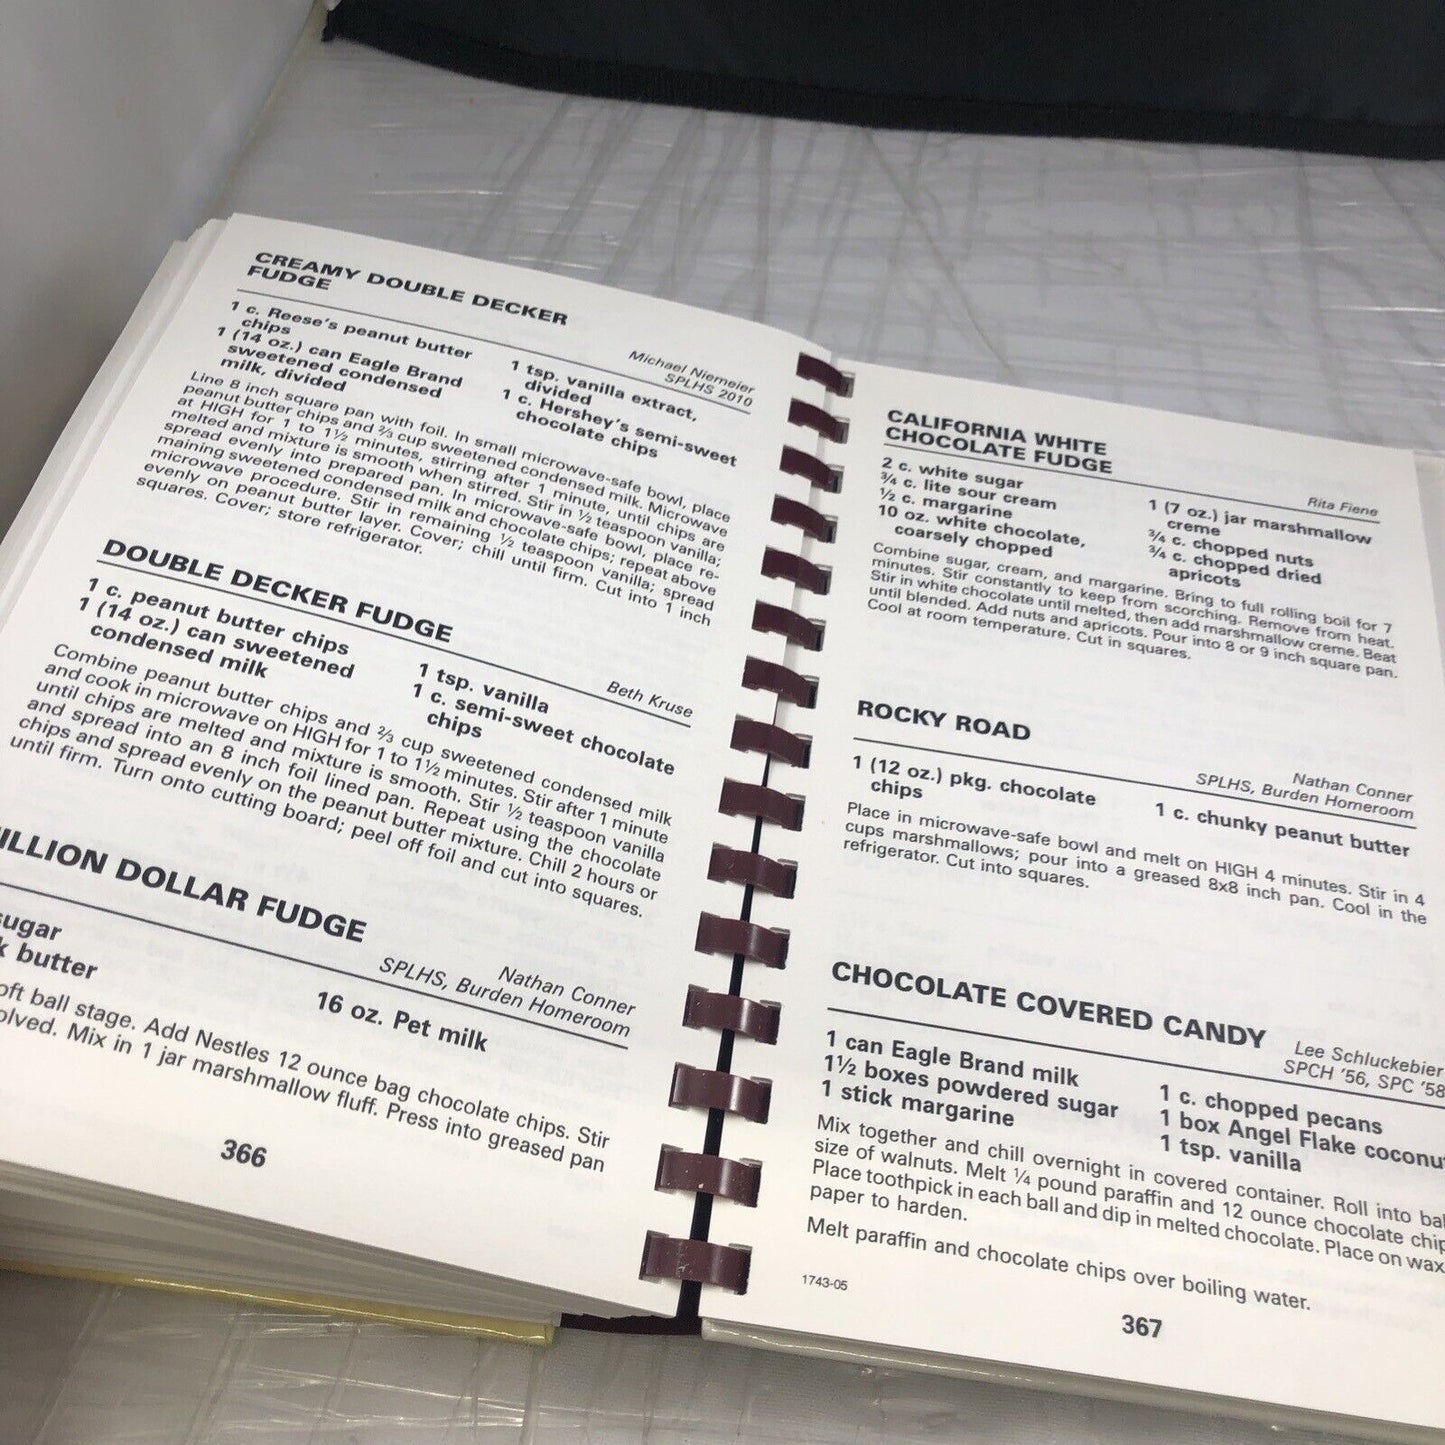 CREAMY DOUBLE DECKER
FUDGE
Michael Niemeier
SPLHS 2010
1 c. Reese's peanut butter
chips
1 (14 oz.) can Eagle Brand
sweetened condensed
milk, divided
1 tsp. vanilla extract,
divided
1 c. Hershey's semi-sweet
chocolate chips
Line 8 inch square pan with foil. In small microwave-safe bowl, place
peanut butter chips and ⅔ cup sweetened condensed milk. Microwave
at HIGH for 1 to 1½ minutes, stirring after 1 minute, until chips are
melted and mixture is smooth when stirred. Stir in ½ teaspoon vanilla;
spread evenly into prepared pan. In microwave-safe bowl, place re-
maining sweetened condensed milk and chocolate chips; repeat above
microwave procedure. Stir in remaining ½ teaspoon vanilla; spread
evenly on peanut butter layer. Cover; chill until firm. Cut into 1 inch
squares. Cover; store refrigerator.
DOUBLE DECKER FUDGE
Beth Kruse
1 c. peanut butter chips
1 (14 oz.) can sweetened
condensed milk
1 tsp. vanilla
1 c. semi-sweet chocolate
chips
Combine peanut butter chips and ⅔ cup sweetened condensed milk
and cook in microwave on HIGH for 1 to 1½ minutes. Stir after 1 minute
until chips are melted and mixture is smooth. Stir ½ teaspoon vanilla
and spread into an 8 inch foil lined pan. Repeat using the chocolate
chips and spread evenly on the peanut butter mixture. Chill 2 hours or
until firm. Turn onto cutting board; peel off foil and cut into squares.
ILLION DOLLAR FUDGE
Nathan Conner
SPLHS, Burden Homeroom
sugar
k butter
16 oz. Pet milk
oft ball stage. Add Nestles 12 ounce bag chocolate chips. Stir
olved. Mix in 1 jar marshmallow fluff. Press into greased pan
366
CALIFORNIA WHITE
CHOCOLATE FUDGE
Rita Fiene
2 c. white sugar
¾ c. lite sour cream
½ c. margarine
10 oz. white chocolate,
coarsely chopped
1 (7 oz.) jar marshmallow
creme
¾ c. chopped nuts
¾ c. chopped dried
apricots
Combine sugar, cream, and margarine. Bring to full rolling boil for 7
minutes. Stir constantly to keep from scorching. Remove from heat.
Stir in white chocolate until melted, then add marshmallow creme. Beat
until blended. Add nuts and apricots. Pour into 8 or 9 inch square pan.
Cool at room temperature. Cut in squares.
ROCKY ROAD
Nathan Conner
SPLHS, Burden Homeroom
1 (12 oz.) pkg. chocolate
chips
1 c. chunky peanut butter
Place in microwave-safe bowl and melt on HIGH 4 minutes. Stir in 4
cups marshmallows; pour into a greased 8x8 inch pan. Cool in the
refrigerator. Cut into squares.
CHOCOLATE COVERED CANDY
Lee Schluckebier
SPCH '56, SPC '58
1 can Eagle Brand milk
1½ boxes powdered sugar
1 stick margarine
1 c. chopped pecans
1 box Angel Flake coconu
1 tsp. vanilla
Mix together and chill overnight in covered container. Roll into bal
size of walnuts. Melt ¼ pound paraffin and 12 ounce chocolate chip
Place toothpick in each ball and dip in melted chocolate. Place on wax
paper to harden.
Melt paraffin and chocolate chips over boiling water.
1743-05
367